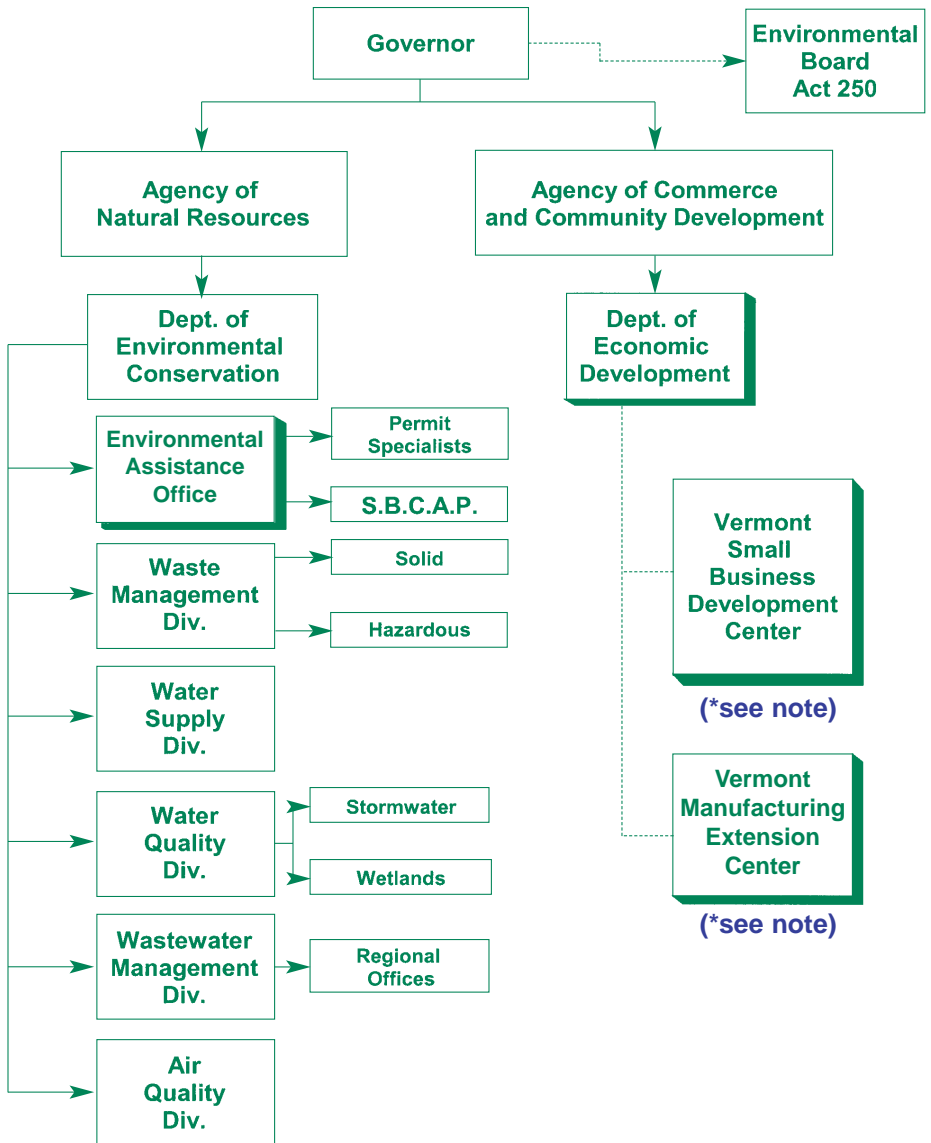 Governor
Environmental
Board
Act 250
Agency of
Natural Resources
Agency of Commerce
and Community Development
Dept. of
Environmental
Conservation
Dept. of
Economic
Development
Environmental
Assistance
Office
Permit
Specialists
S.B.C.A.P.
Waste
Management
Div.
Solid
Hazardous
Water
Supply
Div.
Water
Quality
Div.
Stormwater
Wetlands
Wastewater
Management
Div.
Regional
Offices
Air
Quality
Div.
Vermont
Small
Business
Development
Center
(*see note)
Vermont
Manufacturing
Extension
Center
(*see note)